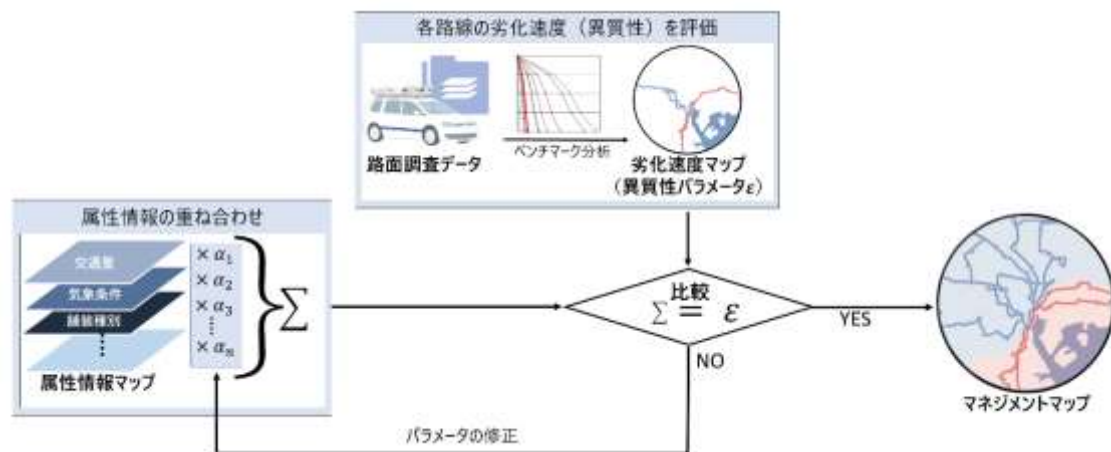 各路線の劣化速度（異質性）を評価
路面調査データ
ベンチマーク分析
劣化速度マップ
（異質性パラメータε）
属性情報の重ね合わせ
交通量
気象条件
舗装種別
× α₁
× α₂
× α₃
× αₙ
∑
属性情報マップ
比較
∑ = ε
YES
NO
マネジメントマップ
パラメータの修正